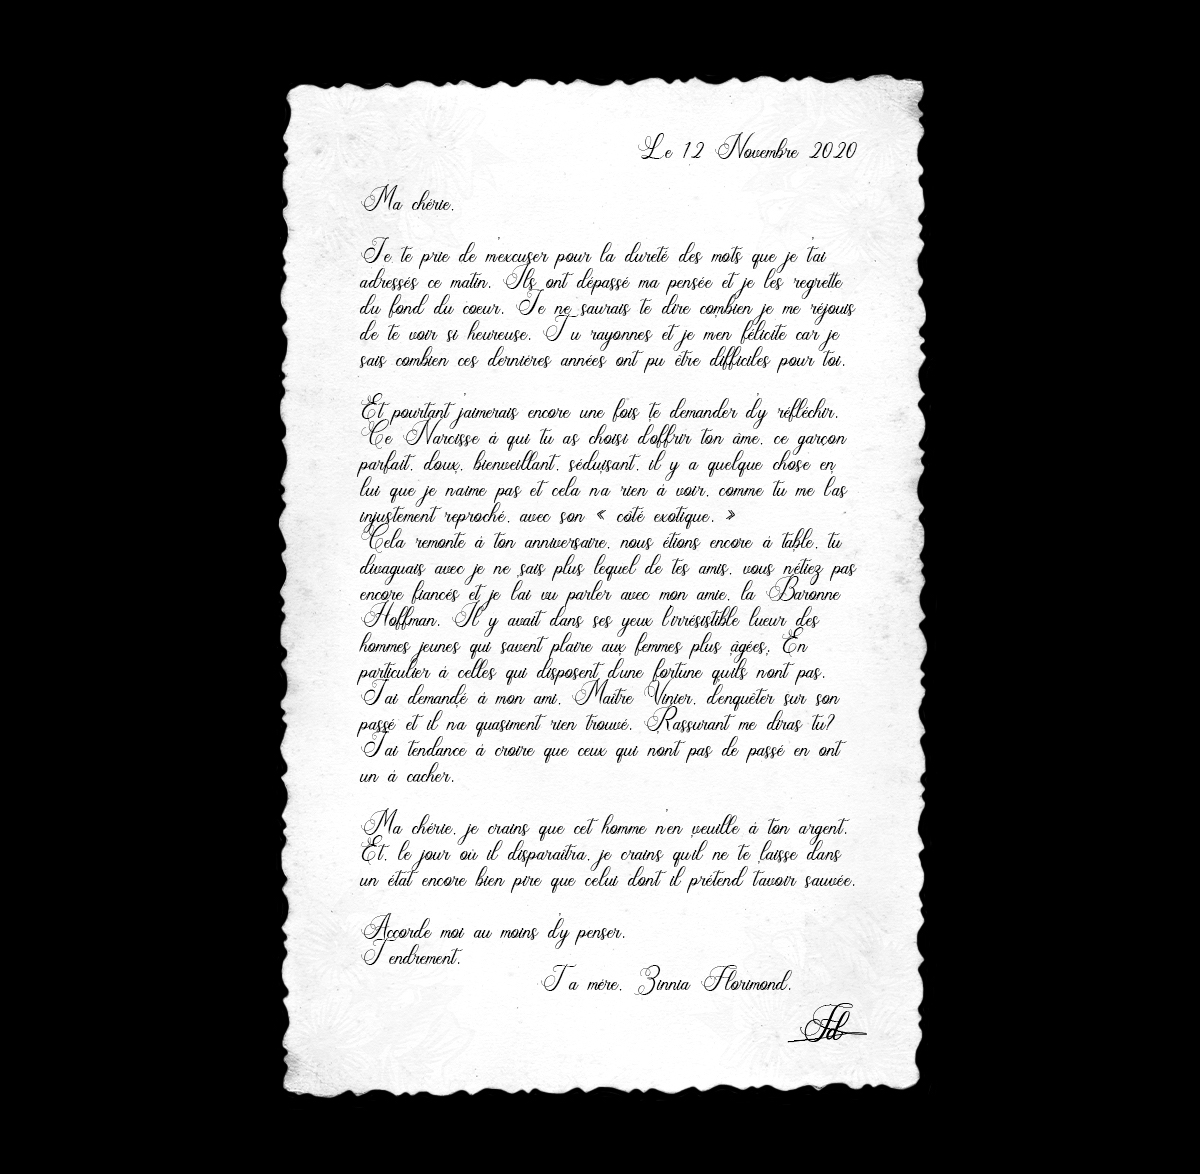 Le 12 Novembre 2020
Ma chérie,
Je te prie de m'excuser pour la dureté des mots que je t'ai
adressés ce matin. Ils ont dépassé ma pensée et je les regrette
du fond du coeur. Je ne saurais te dire combien je me réjouis
de te voir si heureuse. Tu rayonnes et je m'en félicite car je
sais combien ces dernières années ont pu être difficiles pour toi.
Et pourtant j'aimerais encore une fois te demander d'y réfléchir.
Ce Narcisse à qui tu as choisi d'offrir ton âme, ce garçon
parfait, doux, bienveillant, séduisant, il y a quelque chose en
lui que je n'aime pas et cela n'a rien à voir, comme tu me l'as
injustement reproché, avec son « côté exotique. »
Cela remonte à ton anniversaire, nous étions encore à table, tu
divaguais avec je ne sais plus lequel de tes amis, vous n'étiez pas
encore fiancés et je l'ai vu parler avec mon amie, la Baronne
Hoffman. Il y avait dans ses yeux l'irrésistible lueur des
hommes jeunes qui savent plaire aux femmes plus âgées, En
particulier à celles qui disposent d'une fortune qu'ils n'ont pas.
J'ai demandé à mon ami, Maître Vinier, d'enquêter sur son
passé et il n'a quasiment rien trouvé. Rassurant me diras tu?
J'ai tendance à croire que ceux qui n'ont pas de passé en ont
un à cacher.
Ma chérie, je crains que cet homme n'en veuille à ton argent.
Et, le jour où il disparaîtra, je crains qu'il ne te laisse dans
un état encore bien pire que celui dont il prétend t'avoir sauvée.
Accorde moi au moins d'y penser.
Tendrement.
Ta mère, Zinnia Florimond.
Fd